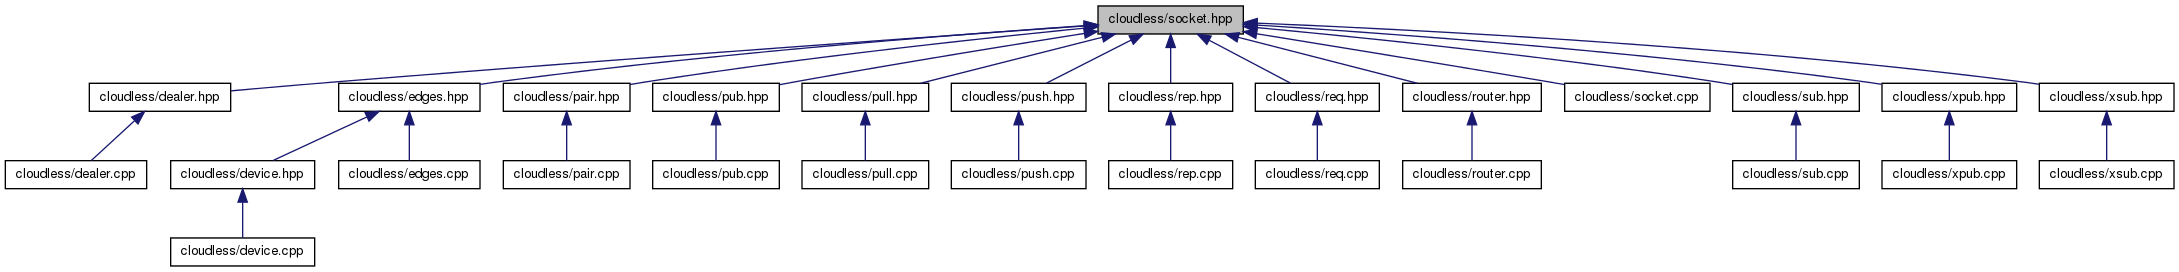 cloudless/socket.hpp
cloudless/dealer.hpp
cloudless/edges.hpp
cloudless/pair.hpp
cloudless/pub.hpp
cloudless/pull.hpp
cloudless/push.hpp
cloudless/rep.hpp
cloudless/req.hpp
cloudless/router.hpp
cloudless/socket.cpp
cloudless/sub.hpp
cloudless/xpub.hpp
cloudless/xsub.hpp
cloudless/dealer.cpp
cloudless/device.hpp
cloudless/edges.cpp
cloudless/pair.cpp
cloudless/pub.cpp
cloudless/pull.cpp
cloudless/push.cpp
cloudless/rep.cpp
cloudless/req.cpp
cloudless/router.cpp
cloudless/sub.cpp
cloudless/xpub.cpp
cloudless/xsub.cpp
cloudless/device.cpp